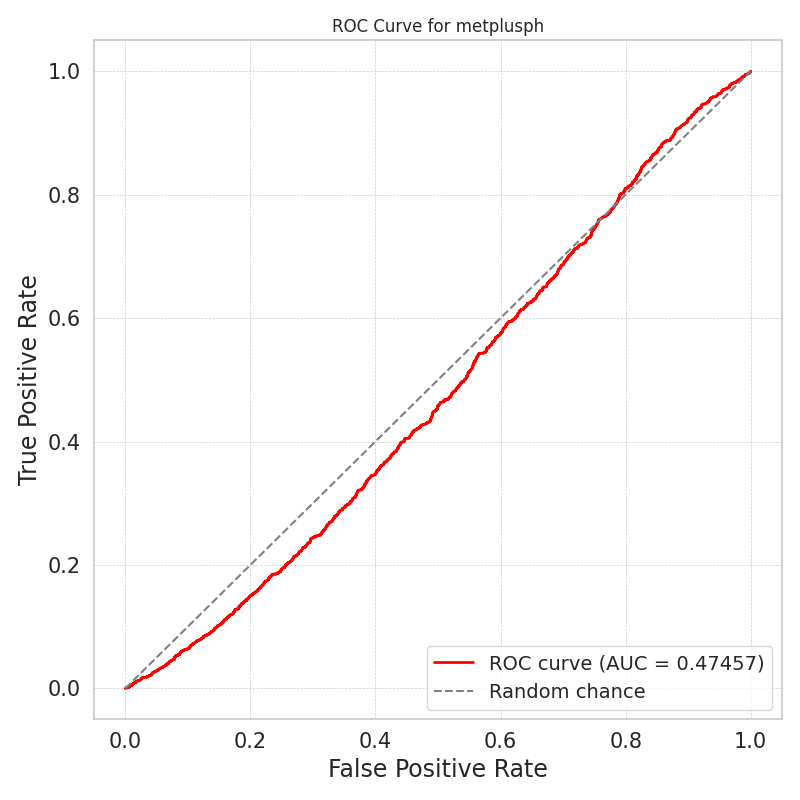 ROC Curve for metplusph
1.0
0.8
0.6
0.4
0.2
0.0
True Positive Rate
ROC curve (AUC = 0.47457)
Random chance
0.0 0.2 0.4 0.6 0.8 1.0
False Positive Rate